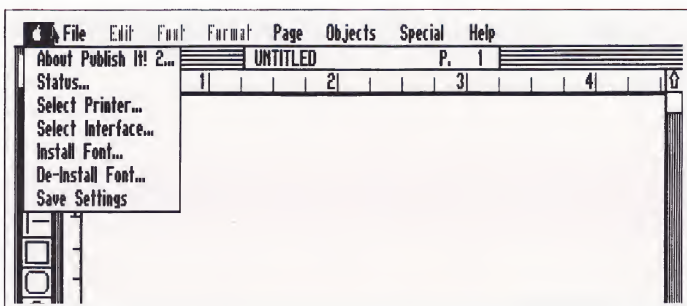 File Edit Font Format Page Objects Special Help
About Publish It! 2...
UNTITLED P. 1
Status...
1 2 3 4
Select Printer...
Select Interface...
Install Font...
De-Install Font...
Save Settings